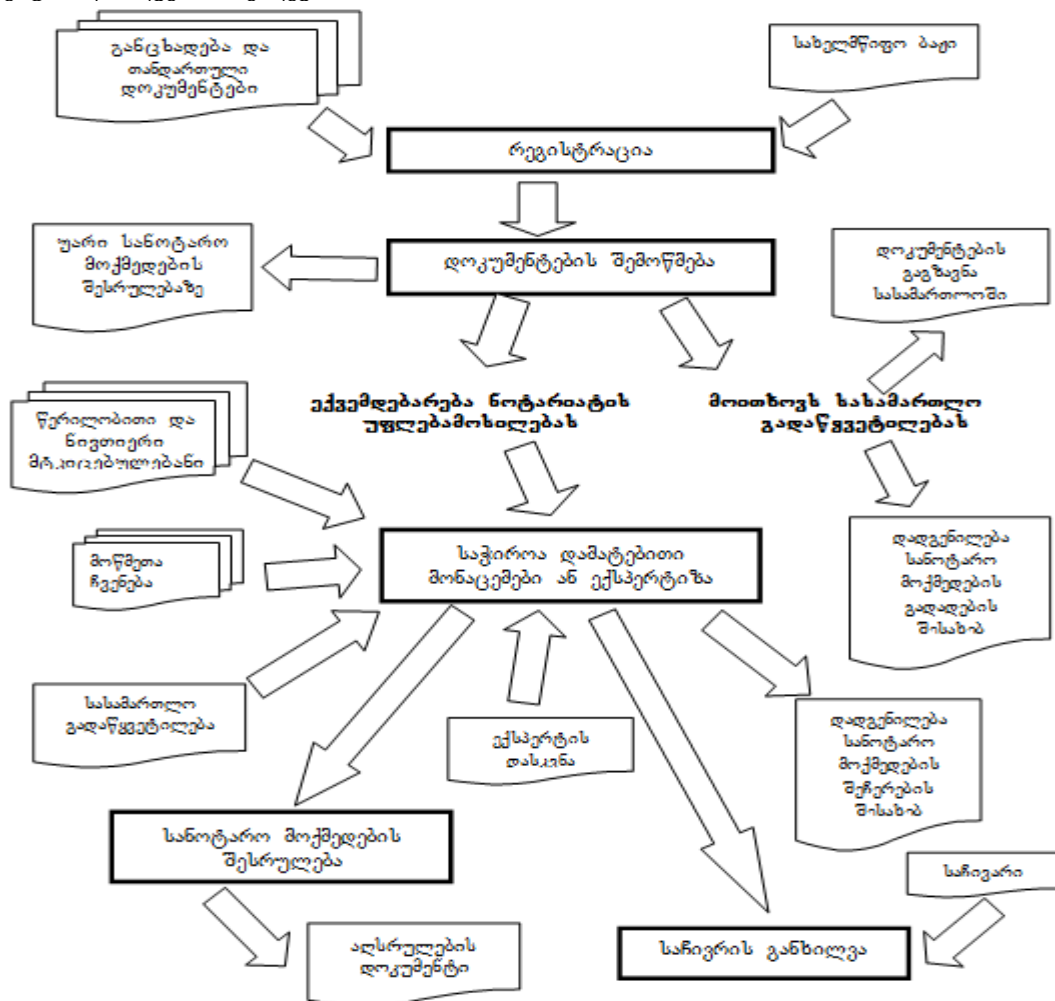 განცხადება და
თანდართული
დოკუმენტები
სახელმწიფო ბაჟი
რეგისტრაცია
უარი სანოტარო
მოქმედების
შესრულებაზე
დოკუმენტების შემოწმება
დოკუმენტების
გაგზავნა
სასამართლოში
ექვემდებარება ნოტარიატის
უფლებამოსილებას
მოითხოვს სასამართლო
გადაწყვეტილებას
წერილობითი და
ნივთიერი
მტკიცებულებანი
მოწმეთა
ჩვენება
საჭიროა დამატებითი
მონაცემები ან ექსპერტიზა
დადგენილება
სანოტარო
მოქმედების
გადადების
შესახებ
სასამართლო
გადაწყვეტილება
ექსპერტის
დასკვნა
დადგენილება
სანოტარო
მოქმედების
შეჩერების
შესახებ
სანოტარო მოქმედების
შესრულება
საჩივარი
აღსრულების
დოკუმენტი
საჩივრის განხილვა